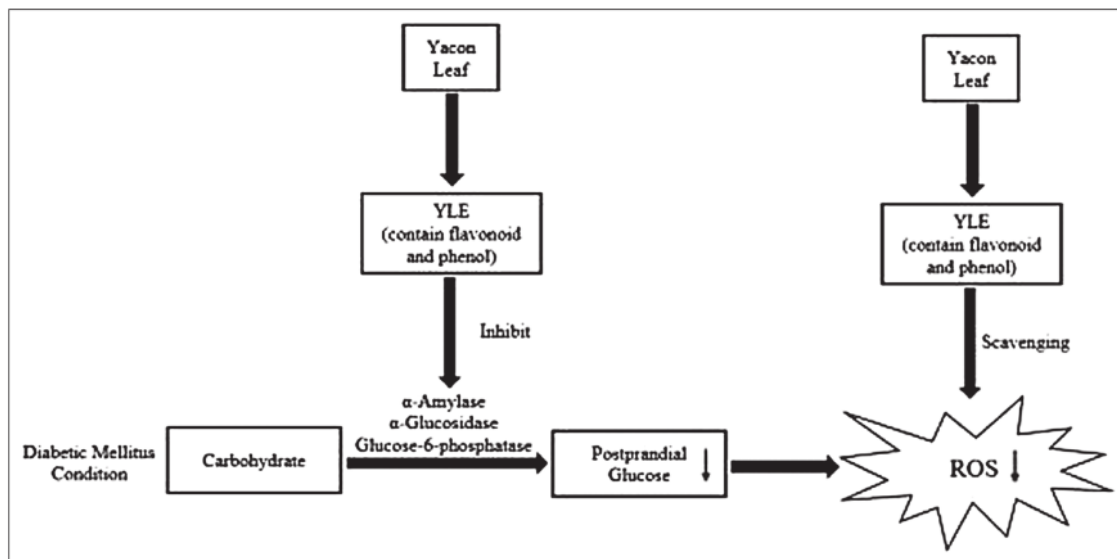 Yacon
Leaf
Yacon
Leaf
YLE
(contain flavonoid
and phenol)
YLE
(contain flavonoid
and phenol)
Inhibit
Scavenging
α-Amylase
α-Glucosidase
Glucose-6-phosphatase
Diabetic Mellitus
Condition
Carbohydrate
Postprandial
Glucose ↓
ROS ↓